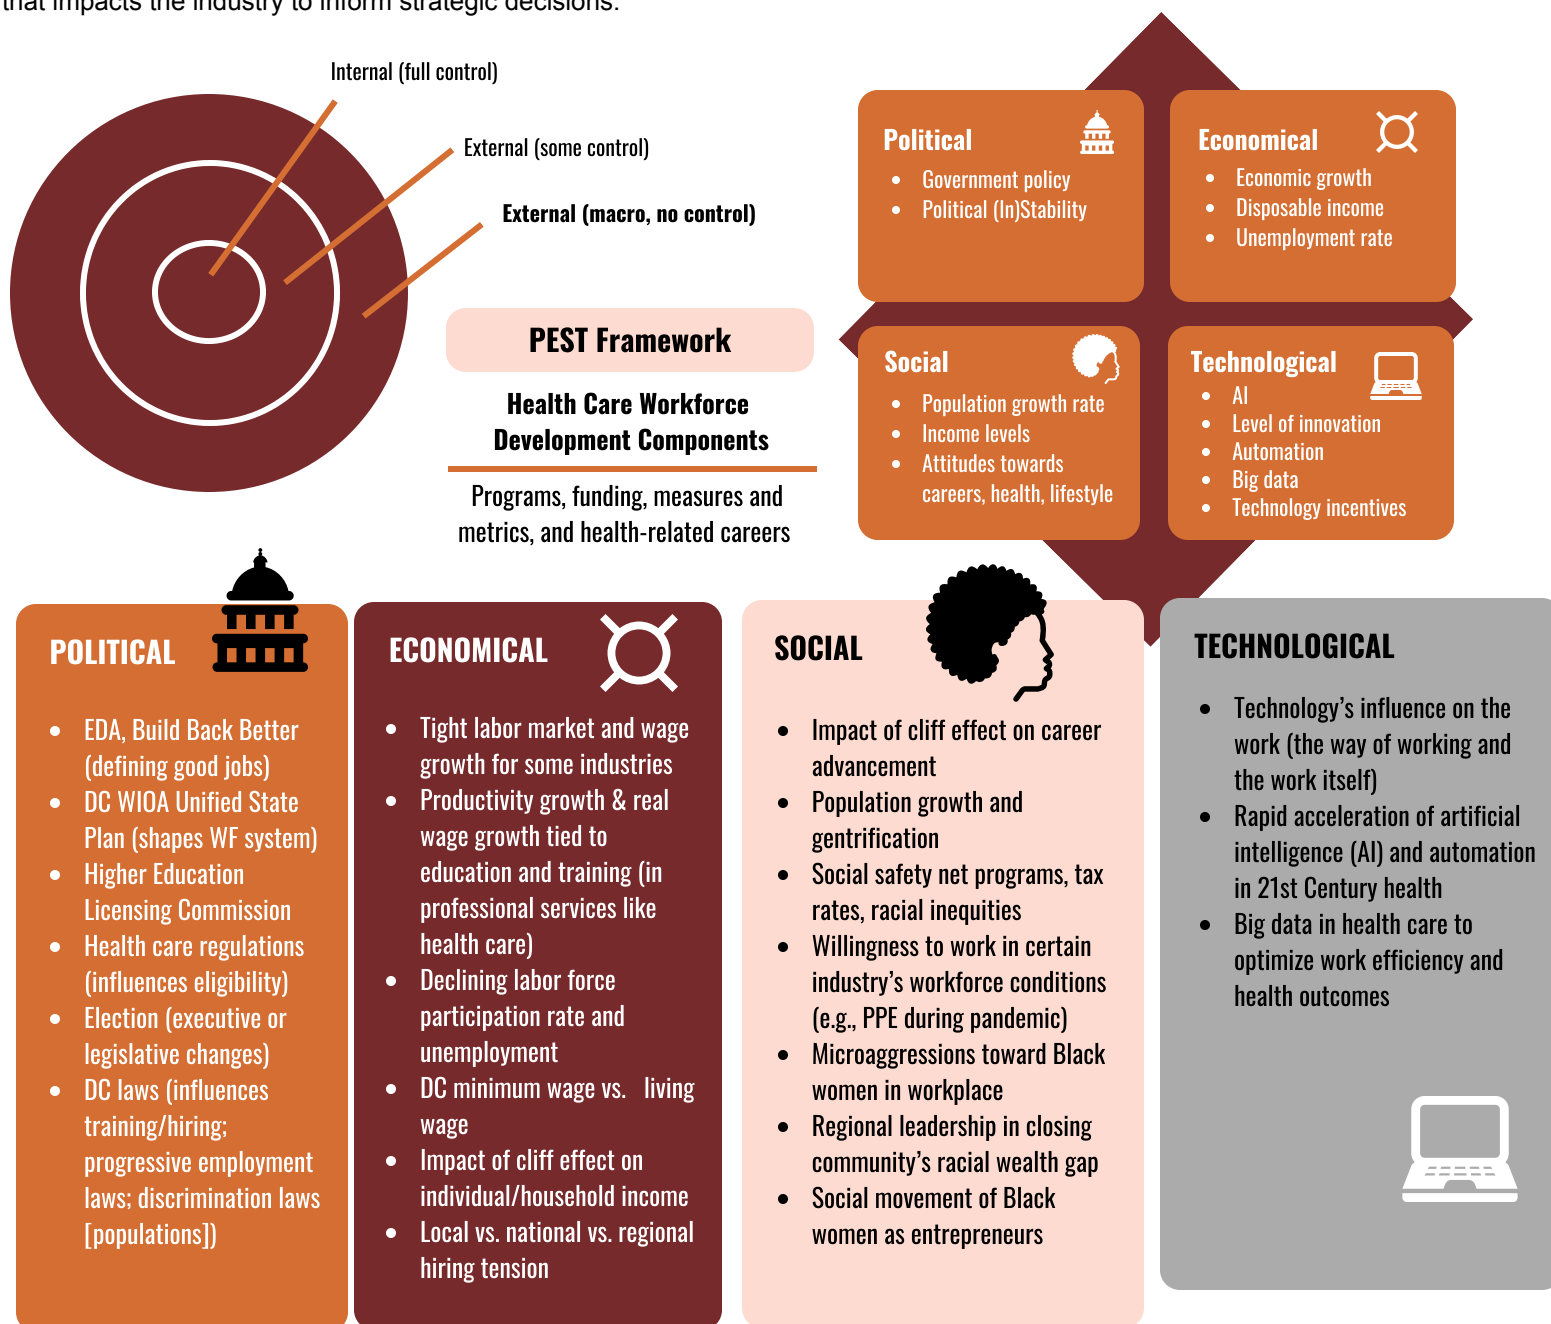 that impacts the industry to inform strategic decisions.
Internal (full control)
External (some control)
External (macro, no control)
PEST Framework
Health Care Workforce
Development Components
Programs, funding, measures and
metrics, and health-related careers
Political
• Government policy
• Political (In)Stability
Economical
• Economic growth
• Disposable income
• Unemployment rate
Social
• Population growth rate
• Income levels
• Attitudes towards
careers, health, lifestyle
Technological
• AI
• Level of innovation
• Automation
• Big data
• Technology incentives
POLITICAL
• EDA, Build Back Better
(defining good jobs)
• DC WIOA Unified State
Plan (shapes WF system)
• Higher Education
Licensing Commission
• Health care regulations
(influences eligibility)
• Election (executive or
legislative changes)
• DC laws (influences
training/hiring;
progressive employment
laws; discrimination laws
[populations])
ECONOMICAL
• Tight labor market and wage
growth for some industries
• Productivity growth & real
wage growth tied to
education and training (in
professional services like
health care)
• Declining labor force
participation rate and
unemployment
• DC minimum wage vs. living
wage
• Impact of cliff effect on
individual/household income
• Local vs. national vs. regional
hiring tension
SOCIAL
• Impact of cliff effect on career
advancement
• Population growth and
gentrification
• Social safety net programs, tax
rates, racial inequities
• Willingness to work in certain
industry’s workforce conditions
(e.g., PPE during pandemic)
• Microaggressions toward Black
women in workplace
• Regional leadership in closing
community’s racial wealth gap
• Social movement of Black
women as entrepreneurs
TECHNOLOGICAL
• Technology’s influence on the
work (the way of working and
the work itself)
• Rapid acceleration of artificial
intelligence (AI) and automation
in 21st Century health
• Big data in health care to
optimize work efficiency and
health outcomes